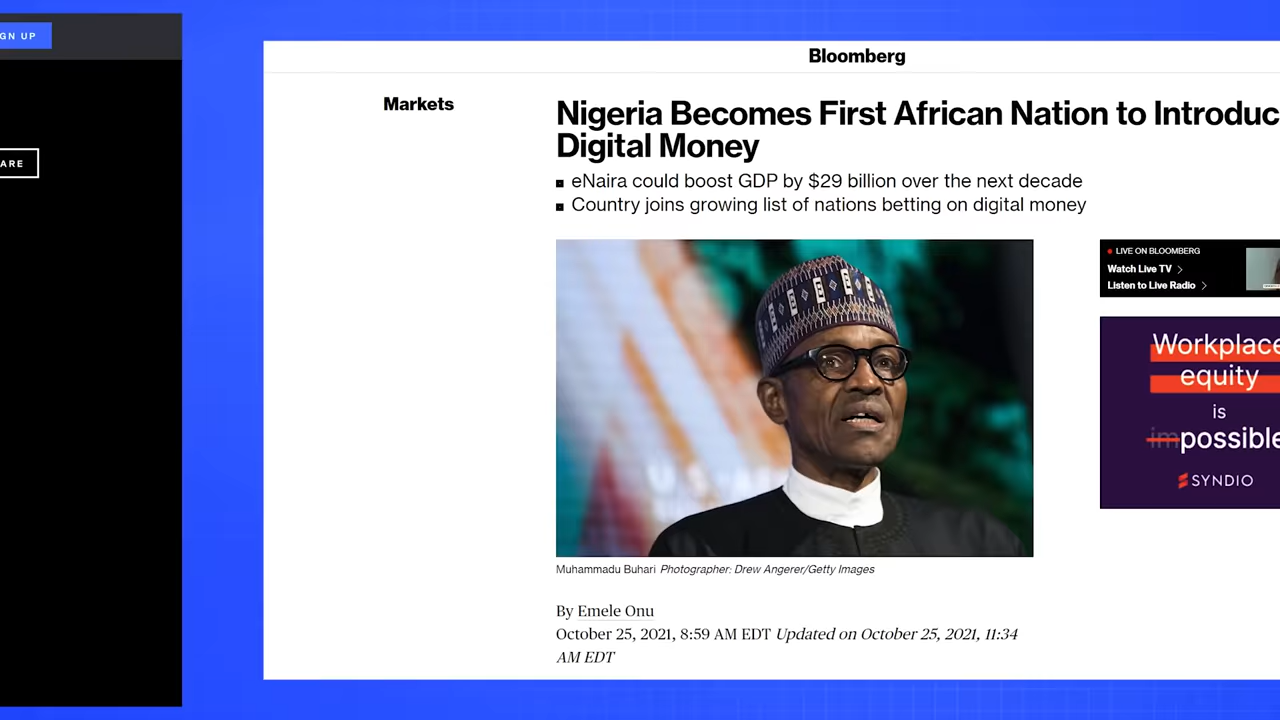 GN UP
ARE
Bloomberg
Markets
Nigeria Becomes First African Nation to Introduc
Digital Money
eNaira could boost GDP by $29 billion over the next decade
Country joins growing list of nations betting on digital money
LIVE ON BLOOMBERG
Watch Live TV
Listen to Live Radio
Workplace
equity
is
impossible
SYNDIO
Muhammadu Buhari Photographer: Drew Angerer/Getty Images
By Emele Onu
October 25, 2021, 8:59 AM EDT Updated on October 25, 2021, 11:34
AM EDT